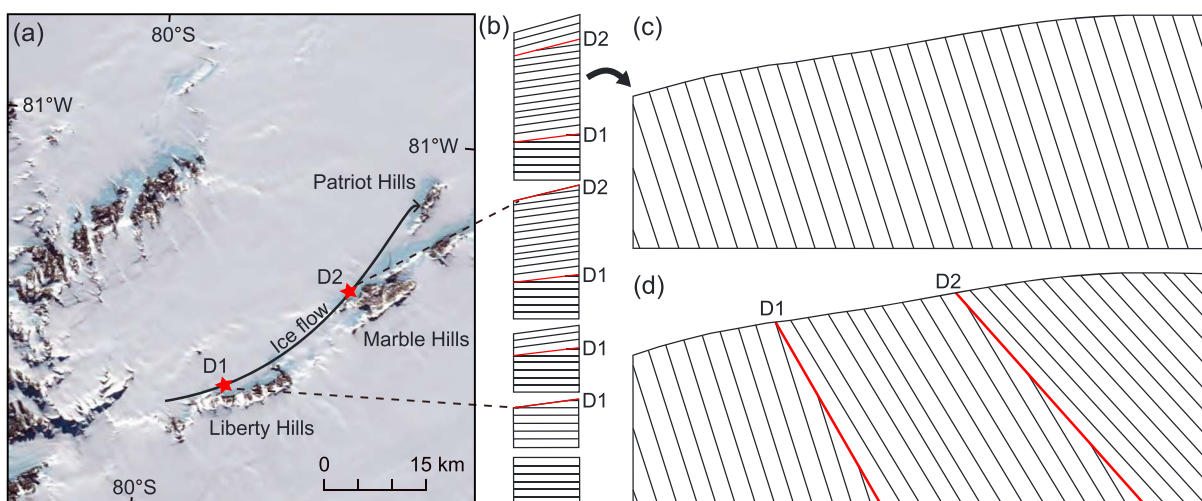 (a)
80°S
81°W
81°W
Patriot Hills
D2
Ice flow
Marble Hills
D1
Liberty Hills
0 15 km
80°S
(b)
D2
D1
D2
D1
D1
D1
(c)
(d)
D1
D2